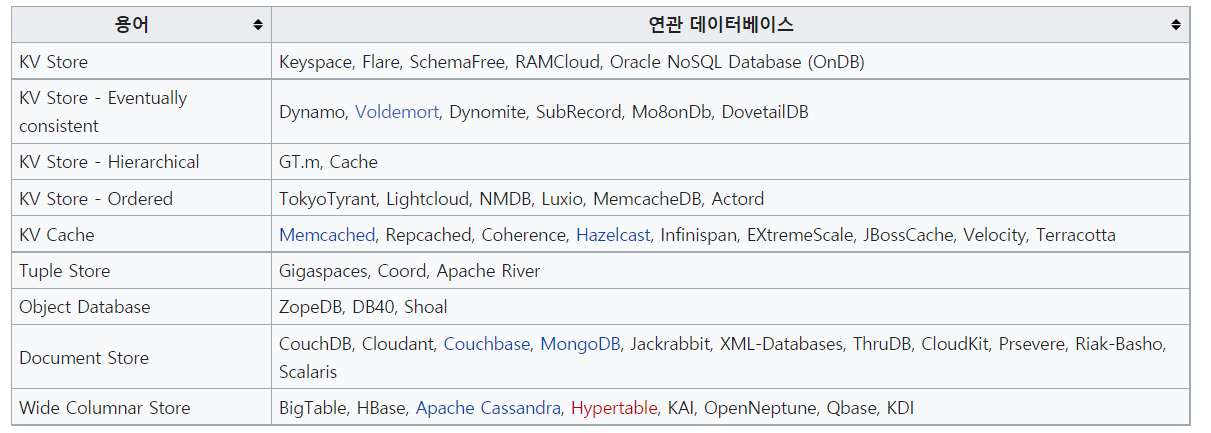 용어 연관 데이터베이스
KV Store Keyspace, Flare, SchemaFree, RAMCloud, Oracle NoSQL Database (OnDB)
KV Store - Eventually
consistent Dynamo, Voldemort, Dynomite, SubRecord, Mo8onDb, DovetailDB
KV Store - Hierarchical GT.m, Cache
KV Store - Ordered TokyoTyrant, Lightcloud, NMDB, Luxio, MemcacheDB, Actord
KV Cache Memcached, Repcached, Coherence, Hazelcast, Infinispan, EXtremeScale, JBossCache, Velocity, Terracotta
Tuple Store Gigaspaces, Coord, Apache River
Object Database ZopeDB, DB40, Shoal
Document Store CouchDB, Cloudant, Couchbase, MongoDB, Jackrabbit, XML-Databases, ThruDB, CloudKit, Prsevere, Riak-Basho,
Scalaris
Wide Columnar Store BigTable, HBase, Apache Cassandra, Hypertable, KAI, OpenNeptune, Qbase, KDI